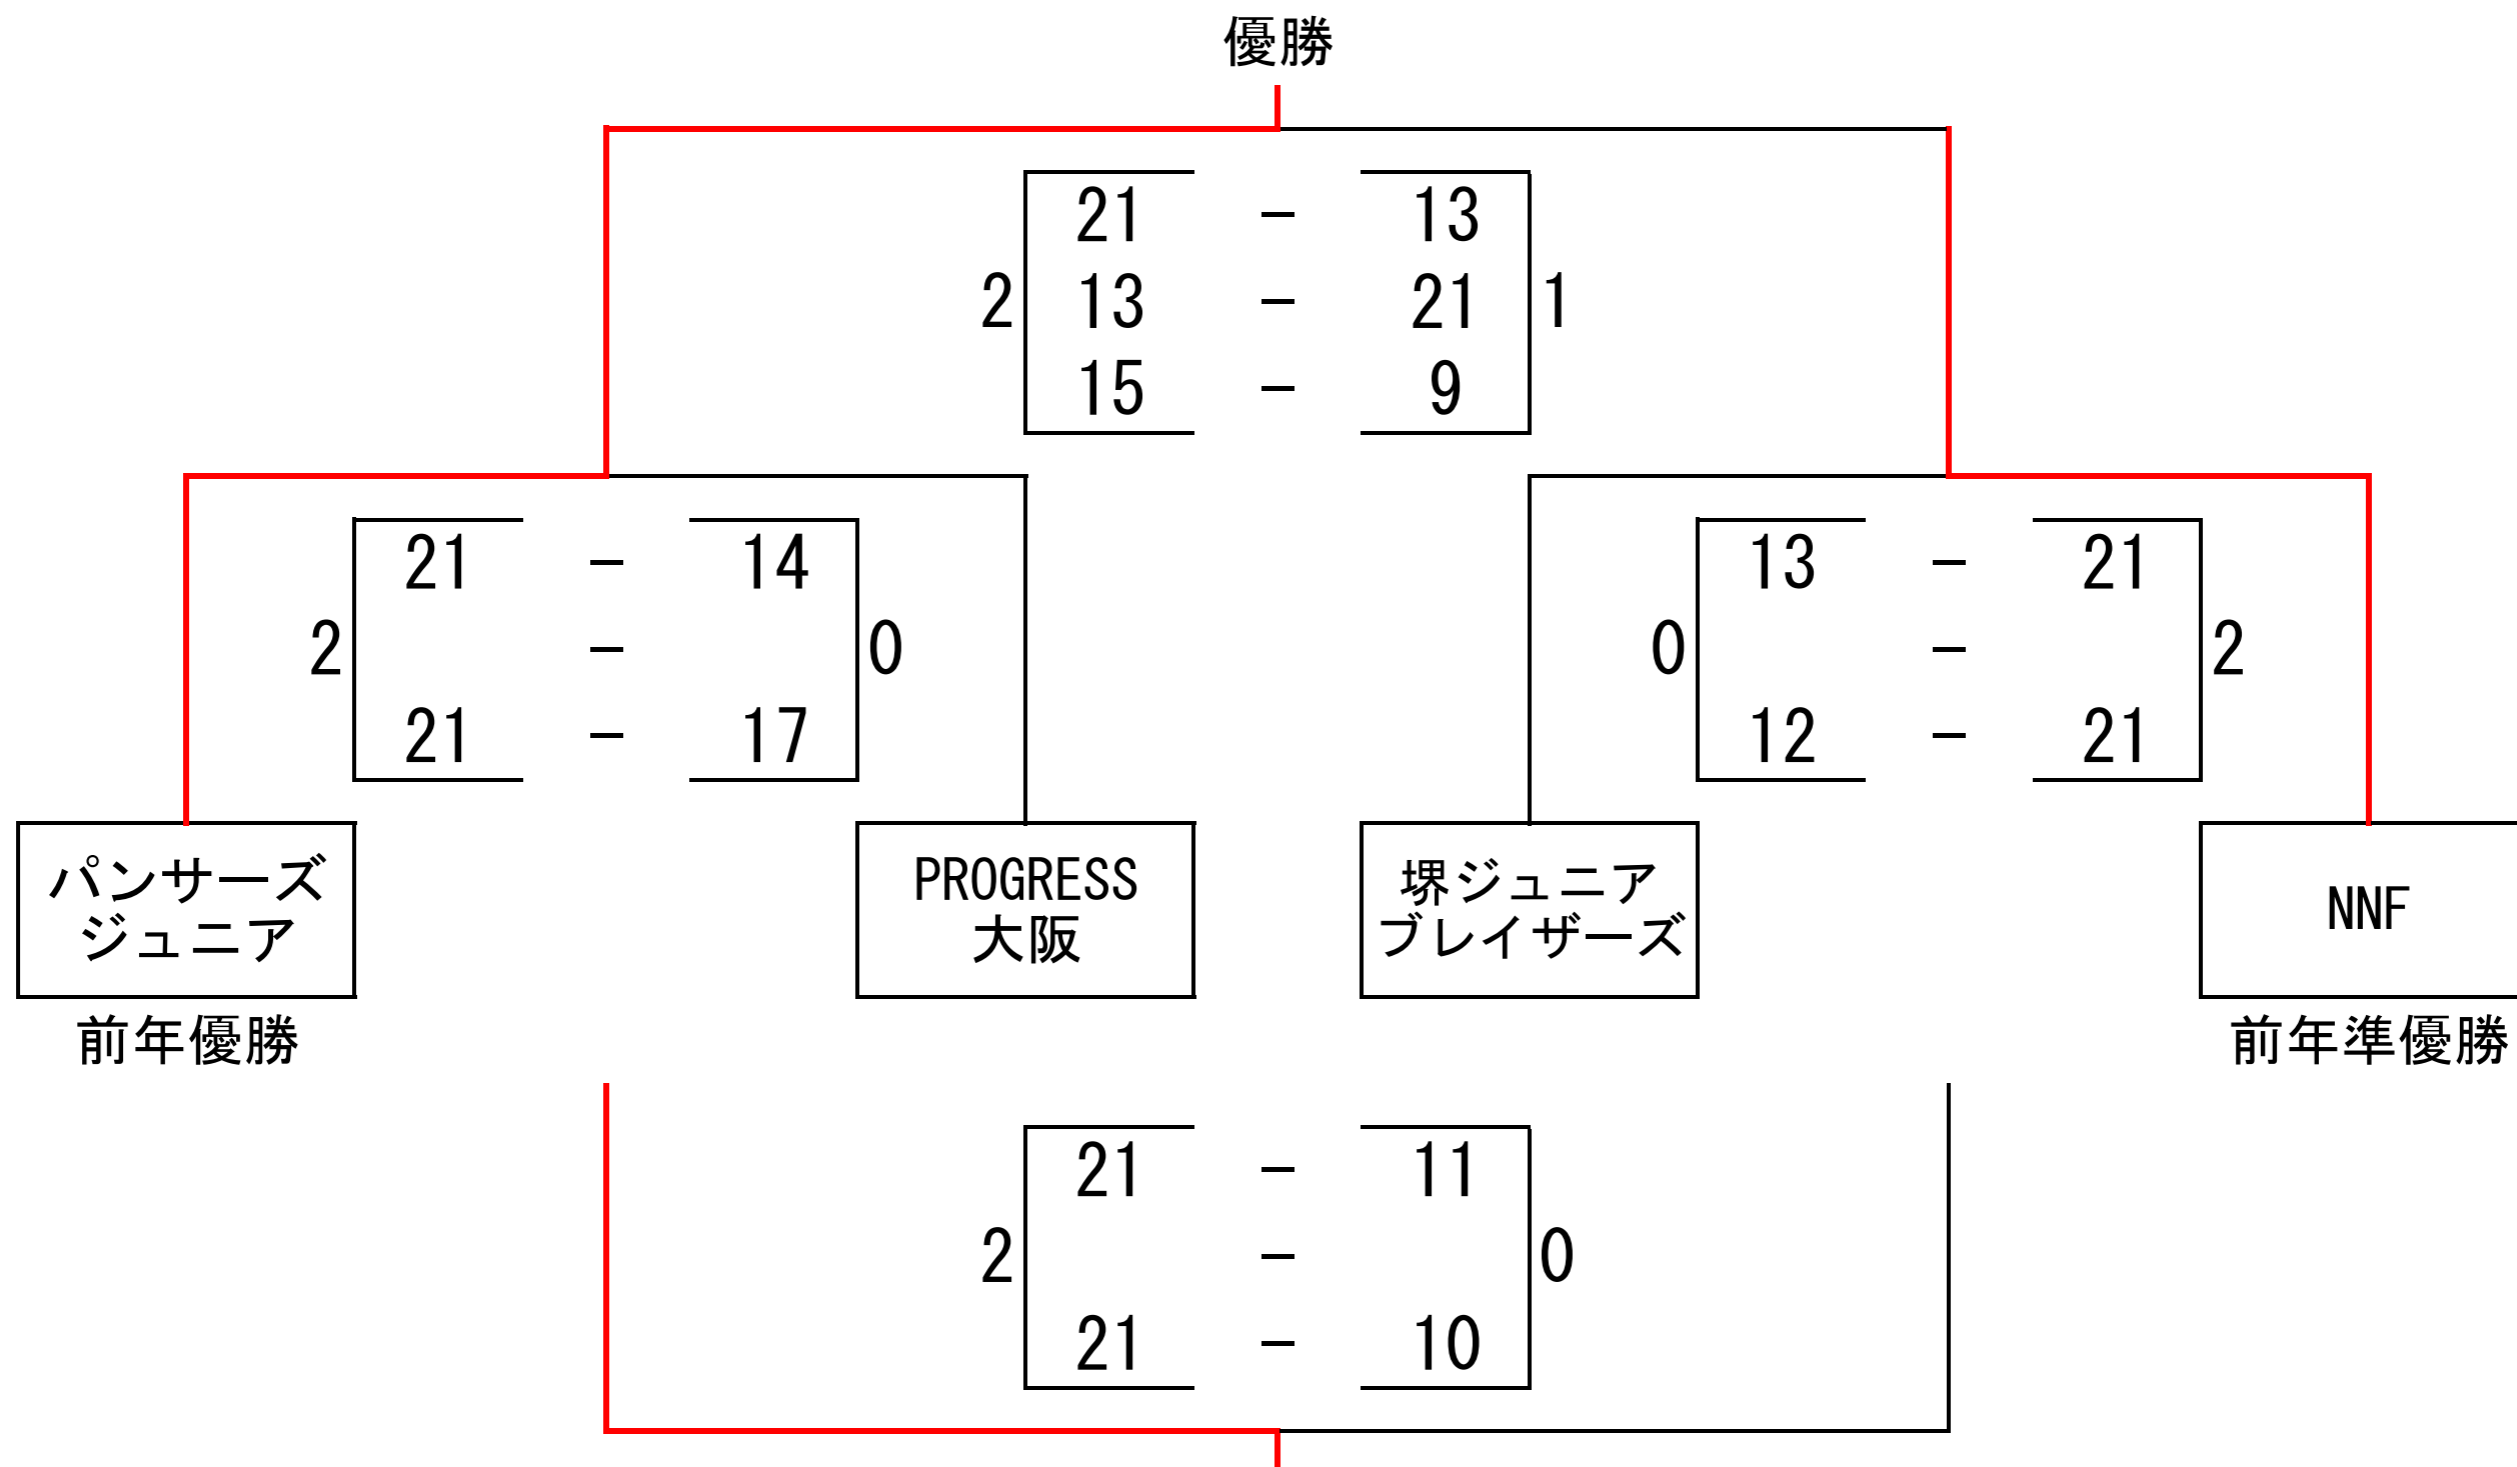 優勝
21 - 13
2 13 - 21 1
15 - 9
21 - 14
2 - 0
21 - 17
13 - 21
0 - 2
12 - 21
パンサーズ
ジュニア
PROGRESS
大阪
堺ジュニア
ブレイザーズ
NNF
前年優勝
前年準優勝
21 - 11
2 - 0
21 - 10